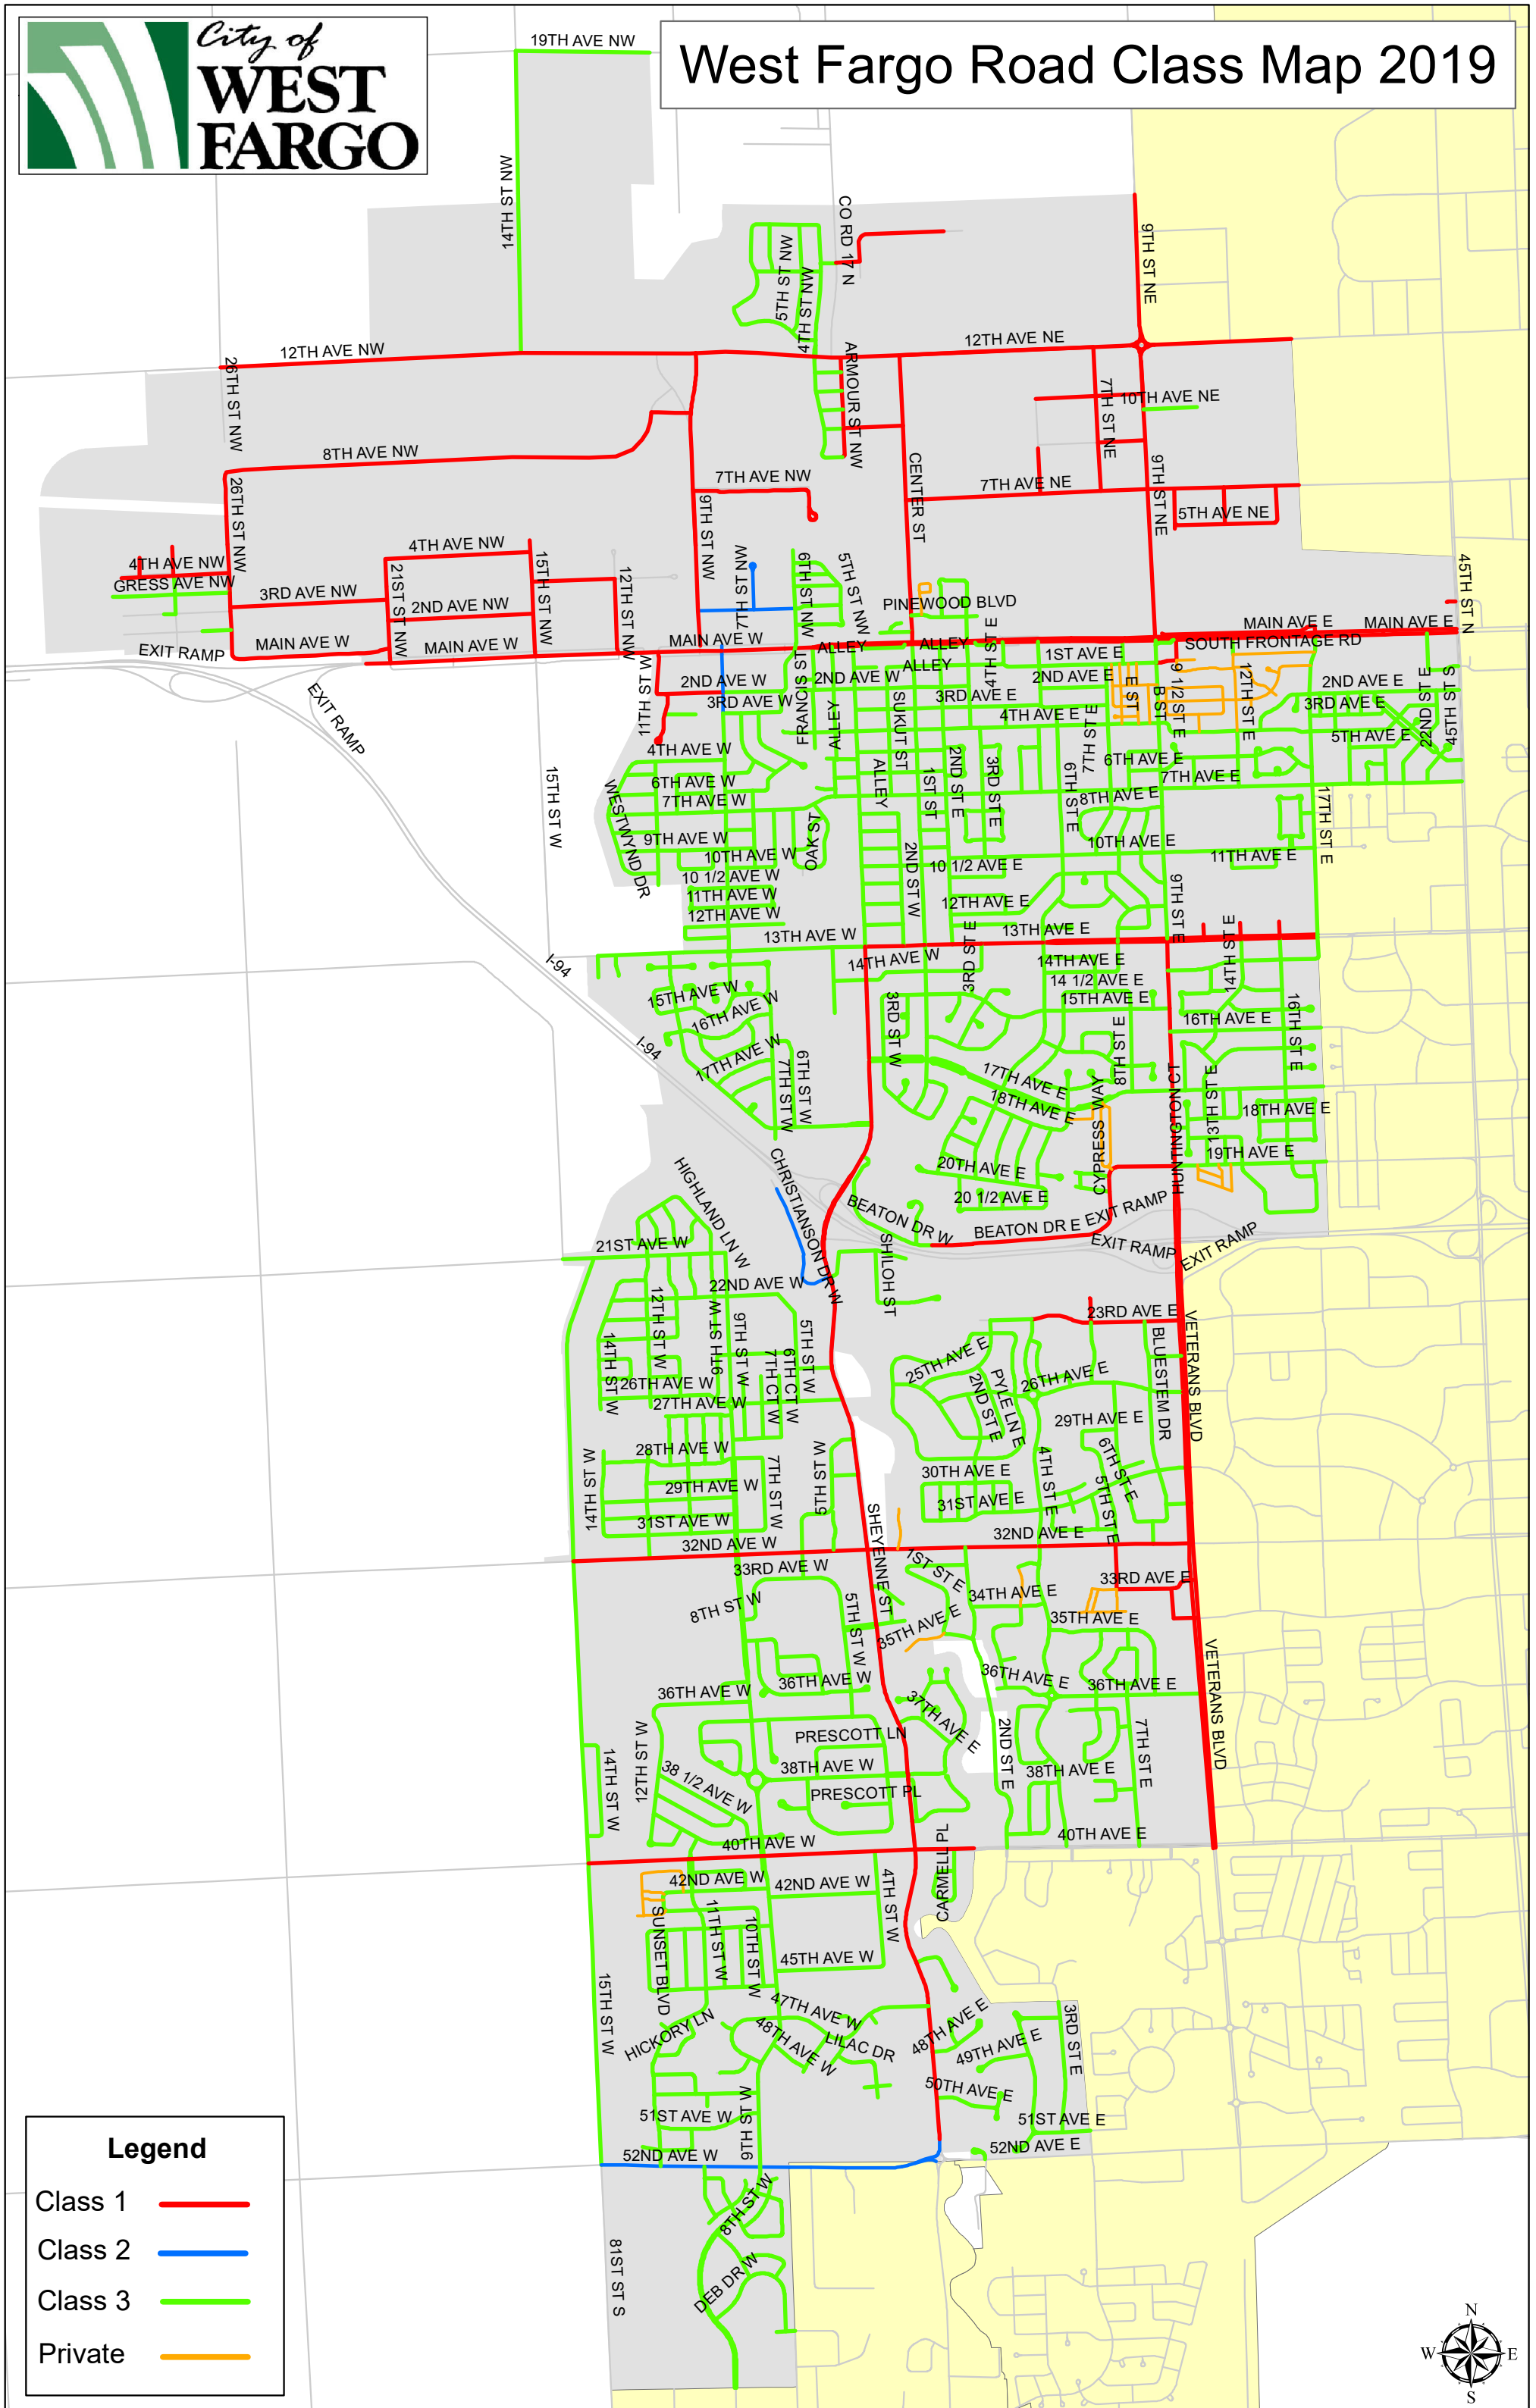 City of
WEST
FARGO
West Fargo Road Class Map 2019
19TH AVE NW
14TH ST NW
CO RD 17 N
9TH ST NE
5TH ST NW
4TH ST NW
12TH AVE NW
12TH AVE NE
26TH ST NW
ARMOUR ST NW
7TH ST NE
10TH AVE NE
8TH AVE NW
CENTER ST
7TH AVE NW
7TH AVE NE
9TH ST NE
26TH ST NW
9TH ST NW
5TH AVE NE
4TH AVE NW
4TH AVE NW
GRESS AVE NW
3RD AVE NW
21ST ST NW
2ND AVE NW
15TH ST NW
12TH ST NW
7TH ST NW
6TH ST NW
5TH ST NW
PINEWOOD BLVD
45TH ST N
MAIN AVE E
MAIN AVE E
SOUTH FRONTAGE RD
EXIT RAMP
MAIN AVE W
MAIN AVE W
MAIN AVE W
ALLEY
ALLEY
ALLEY
4TH ST E
1ST AVE E
11TH ST W
2ND AVE W
2ND AVE W
2ND AVE E
2ND AVE E
3RD AVE W
3RD AVE E
3RD AVE E
FRANCIS ST
ALLEY
SUKUT ST
4TH AVE E
E ST
B ST
9 1/2 ST E
12TH ST E
22ND ST E
45TH ST S
EXIT RAMP
4TH AVE W
5TH AVE E
7TH ST E
6TH AVE E
7TH AVE E
15TH ST W
6TH AVE W
7TH AVE W
WESTWYND DR
ALLEY
1ST ST
2ND ST E
3RD ST E
6TH ST E
8TH AVE E
17TH ST E
9TH AVE W
OAK ST
10TH AVE W
10TH AVE E
11TH AVE E
10 1/2 AVE W
10 1/2 AVE E
2ND ST W
11TH AVE W
12TH AVE W
12TH AVE E
9TH ST E
13TH AVE W
13TH AVE E
14TH ST E
I-94
14TH AVE W
3RD ST E
14TH AVE E
14 1/2 AVE E
15TH AVE W
15TH AVE E
16TH AVE W
3RD ST W
16TH AVE E
16TH ST E
I-94
17TH AVE W
6TH ST W
7TH ST W
17TH AVE E
18TH AVE E
8TH ST E
CYPRESS WAY
HUNTINGTON CT
13TH ST E
18TH AVE E
19TH AVE E
HIGHLAND LN W
CHRISTIANSON DR W
20TH AVE E
20 1/2 AVE E
BEATON DR W
BEATON DR E
EXIT RAMP
EXIT RAMP
EXIT RAMP
21ST AVE W
SHILOH ST
22ND AVE W
12TH ST W
9TH ST W
9TH ST W
5TH ST W
23RD AVE E
VETERANS BLVD
14TH ST W
7TH CT W
6TH CT W
25TH AVE E
26TH AVE W
26TH AVE E
BLUESTEM DR
27TH AVE W
2ND ST E
PYLE LN E
29TH AVE E
28TH AVE W
14TH ST W
7TH ST W
5TH ST W
30TH AVE E
4TH ST E
6TH ST E
5TH ST E
29TH AVE W
31ST AVE E
31ST AVE W
SHEYENNE ST
32ND AVE W
32ND AVE E
33RD AVE W
1ST ST E
33RD AVE E
34TH AVE E
8TH ST W
5TH ST W
35TH AVE E
35TH AVE E
VETERANS BLVD
36TH AVE W
36TH AVE W
36TH AVE E
36TH AVE E
37TH AVE E
12TH ST W
PRESCOTT LN
2ND ST E
7TH ST E
14TH ST W
38TH AVE W
38TH AVE E
38 1/2 AVE W
PRESCOTT PL
40TH AVE W
40TH AVE E
CARMELL PL
42ND AVE W
42ND AVE W
4TH ST W
SUNSET BLVD
11TH ST W
10TH ST W
45TH AVE W
15TH ST W
47TH AVE W
48TH AVE W
HICKORY LN
LILAC DR
48TH AVE E
49TH AVE E
3RD ST E
50TH AVE E
51ST AVE W
9TH ST W
51ST AVE E
52ND AVE W
52ND AVE E
8TH ST W
81ST ST S
DEB DR W
Legend
Class 1
Class 2
Class 3
Private
N
W
E
S